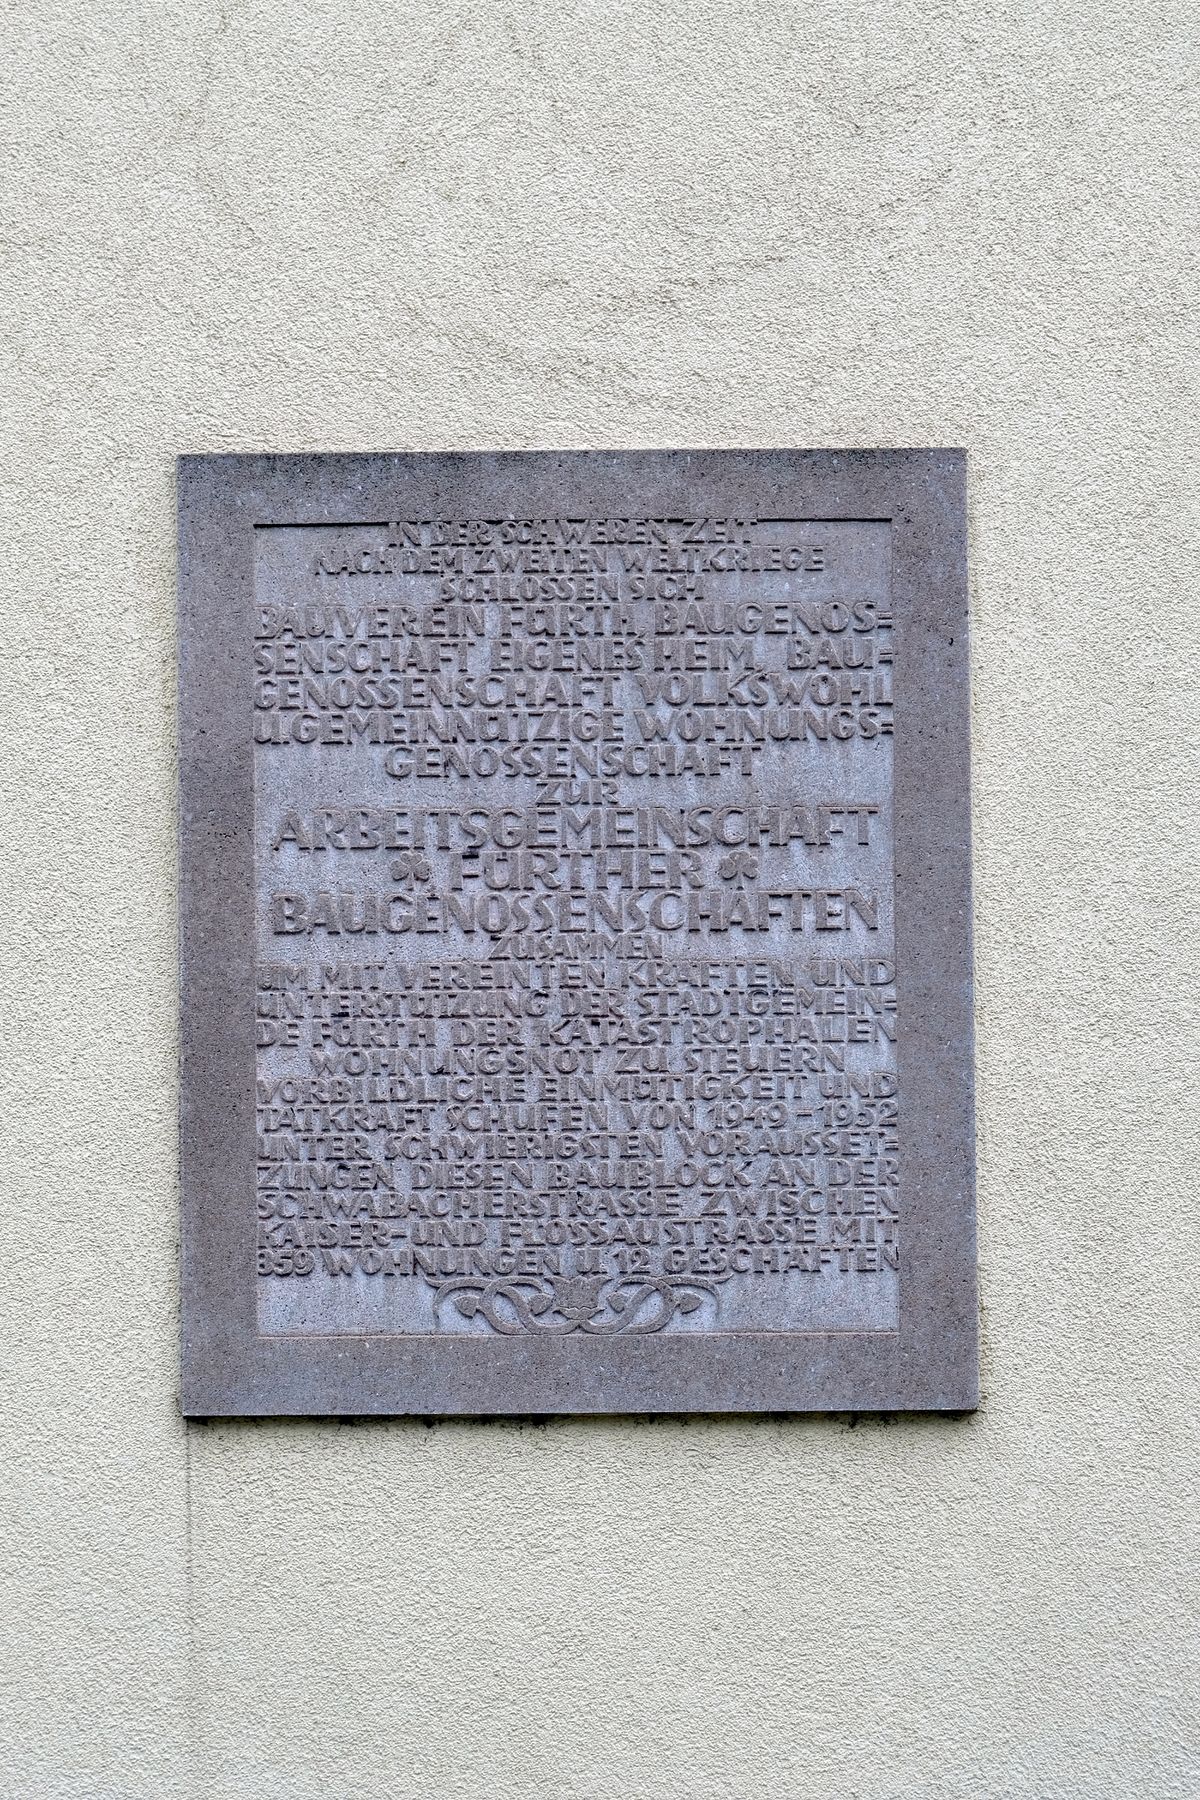 IN DER SCHWEREN ZEIT
NACH DEM ZWEITEN WELTKRIEGE
SCHLOSSEN SICH
BAUVEREIN FÜRTH, BAUGENOS=
SENSCHAFT EIGENES HEIM, BAU=
GENOSSENSCHAFT VOLKSWOHL
U.GEMEINNÜTZIGE WOHNUNGS=
GENOSSENSCHAFT
ZUR
ARBEITSGEMEINSCHAFT
FÜRTHER
BAUGENOSSENSCHAFTEN
ZUSAMMEN
UM MIT VEREINTEN KRÄFTEN UND
UNTERSTÜTZUNG DER STADTGEMEIN=
DE FÜRTH DER KATASTROPHALEN
WOHNUNGSNOT ZU STEUERN
VORBILDLICHE EINMÜTIGKEIT UND
TATKRAFT SCHUFEN VON 1949-1952
UNTER SCHWIERIGSTEN VORAUSSET=
ZUNGEN DIESEN BAUBLOCK AN DER
SCHWABACHERSTRASSE ZWISCHEN
KAISER-UND FLOSSAUSTRASSE MIT
WOHNUNGEN U. 12 GESCHÄFTEN